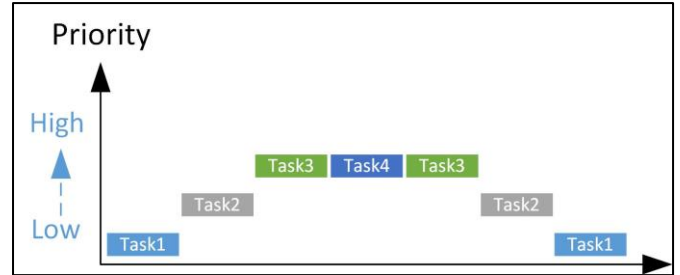 Priority
High
Task3 Task4 Task3
Task2 Task2
Low
Task1 Task1